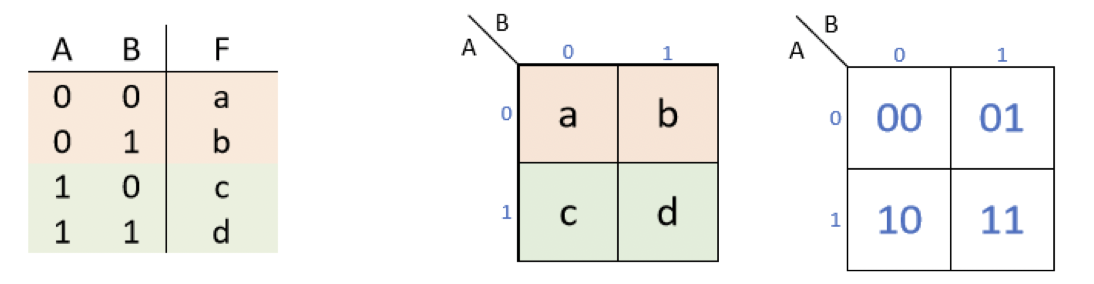 A B F
0 0 a
0 1 b
1 0 c
1 1 d
B
A
0 1
0 a b
1 c d
B
A
0 1
0 00 01
1 10 11